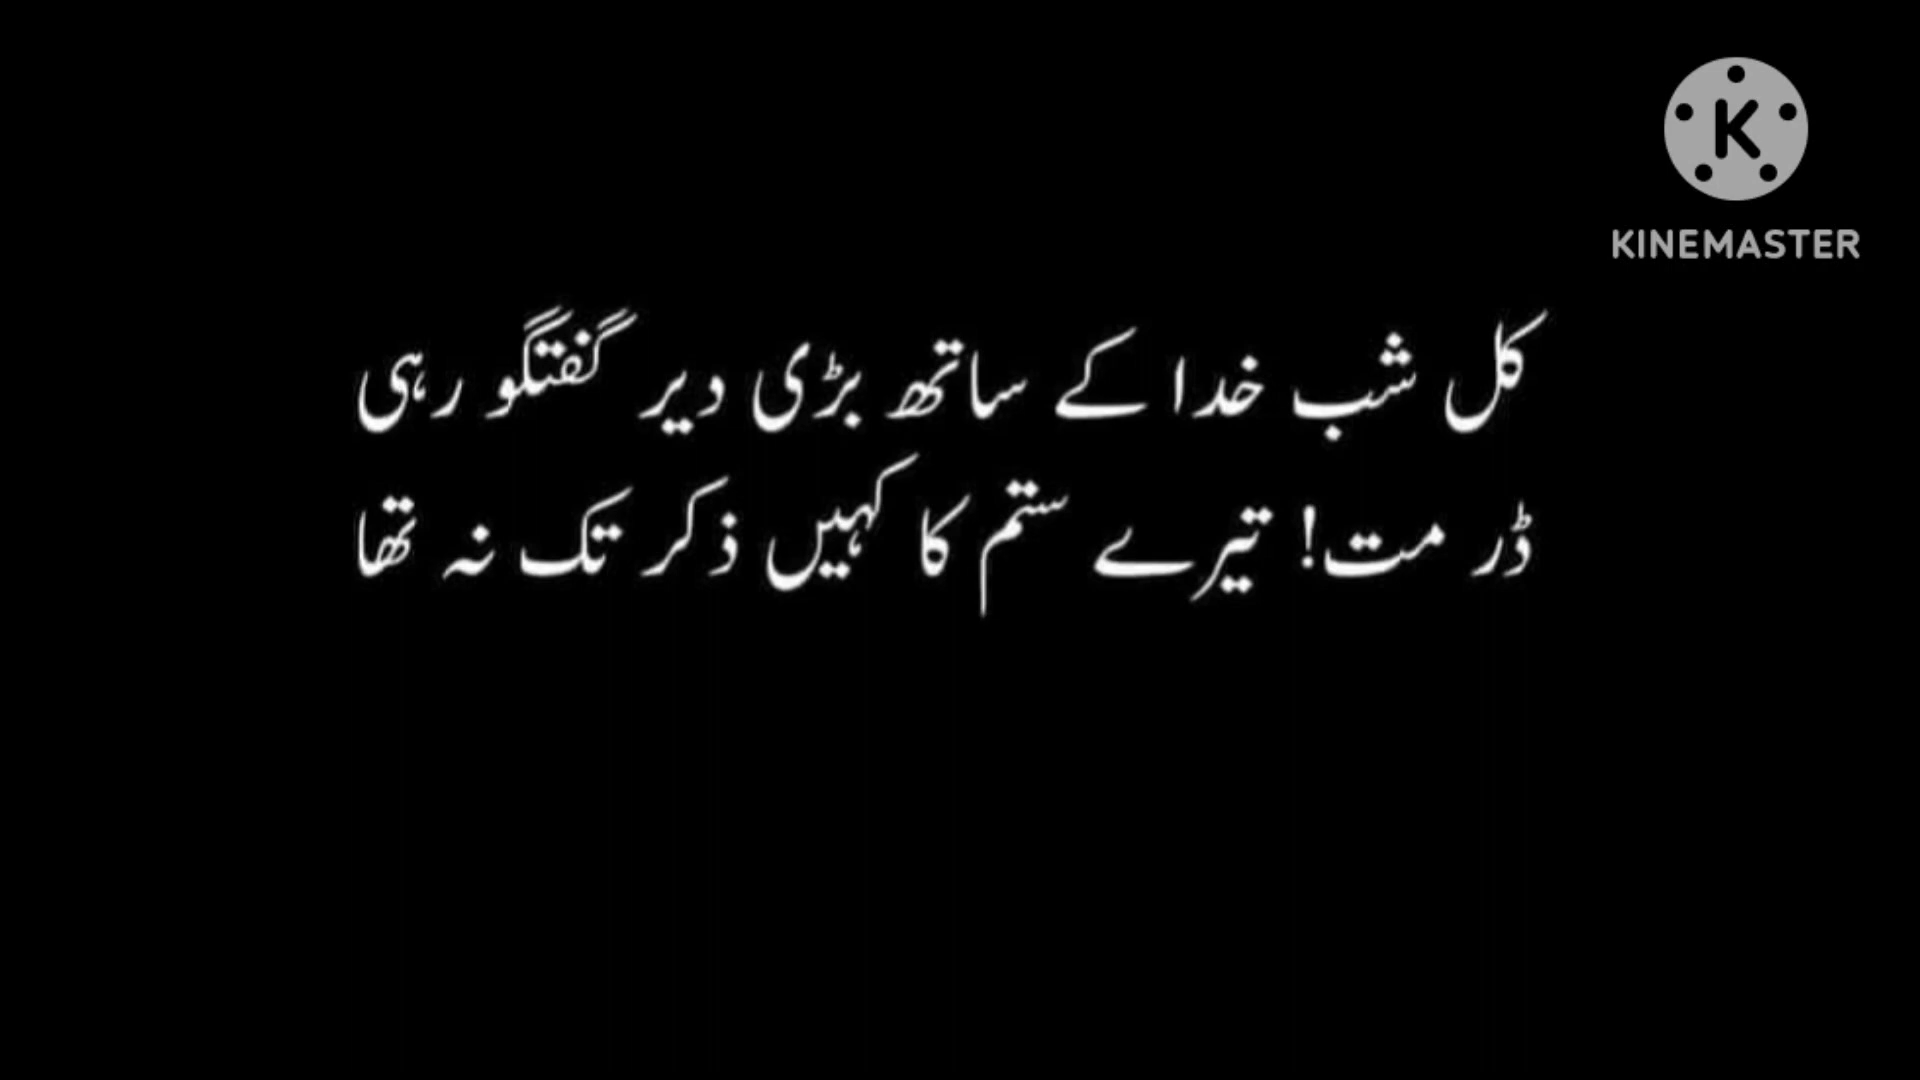 KINEMASTER
کل شب خدا کے ساتھ بڑی دیر گفتگو رہی
ڈر مت! تیرے ستم کا کہیں ذکر تک نہ تھا